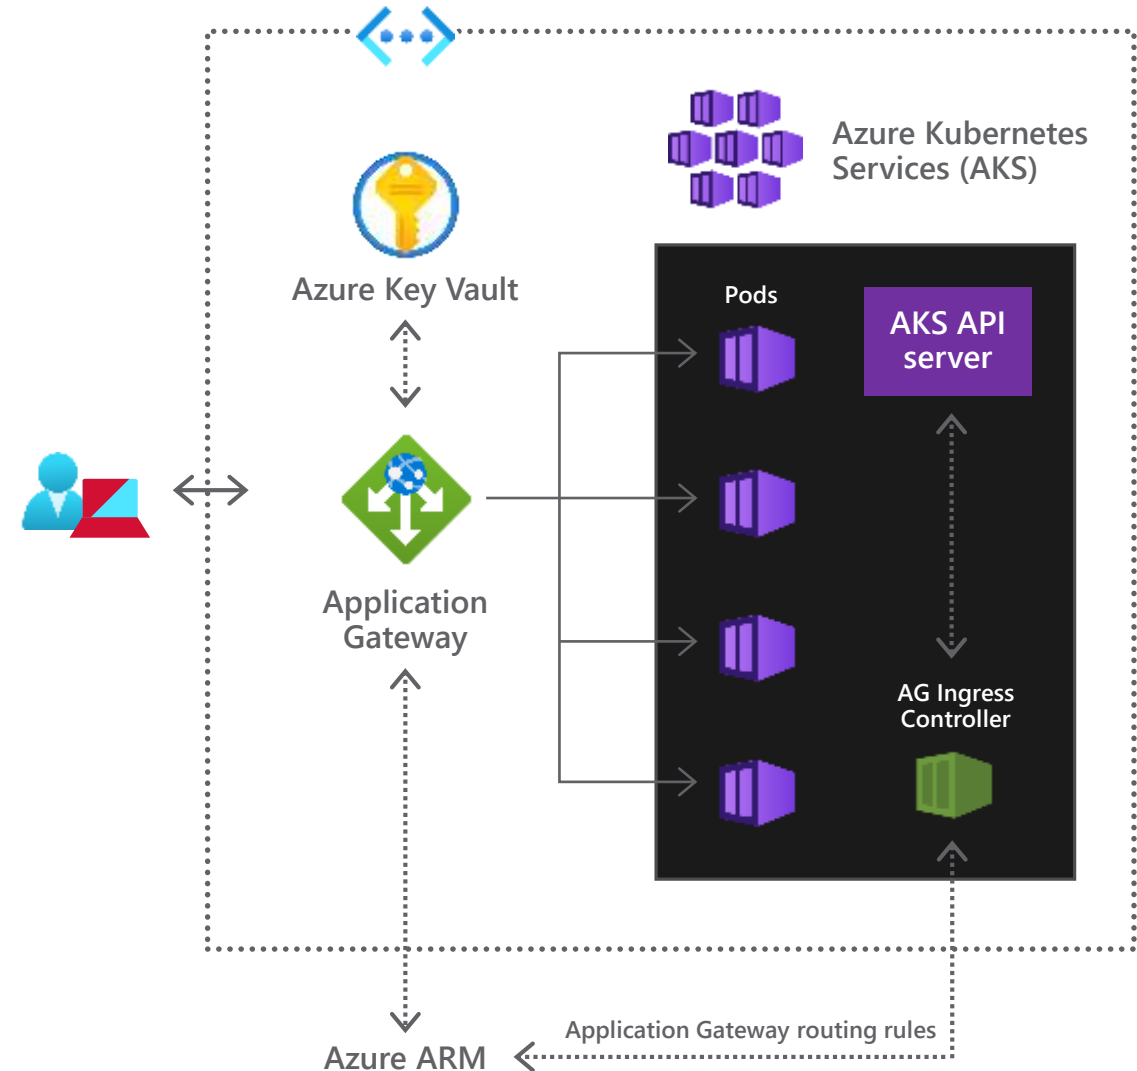 Azure Kubernetes
Services (AKS)
Azure Key Vault
Pods
AKS API
server
Application
Gateway
AG Ingress
Controller
Application Gateway routing rules
Azure ARM